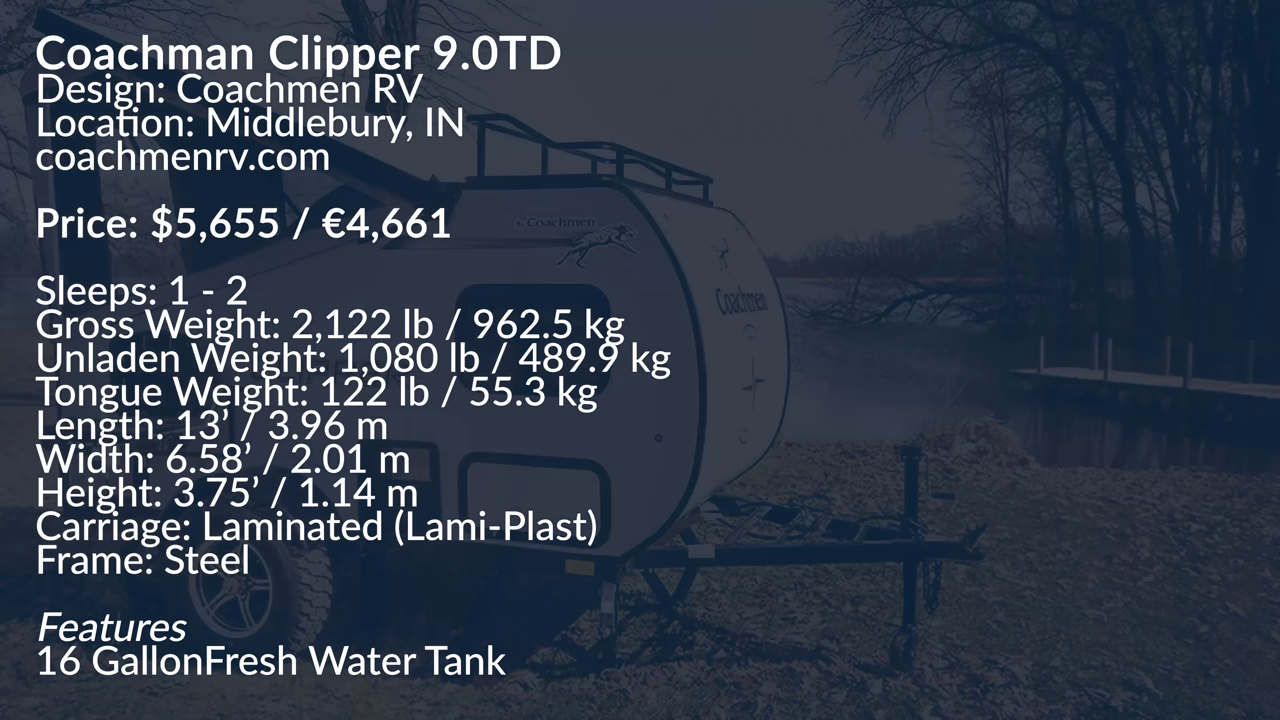 Coachman Clipper 9.0TD
Design: Coachmen RV
Location: Middlebury, IN
coachmenrv.com
Price: $5,655 / €4,661
Sleeps: 1 - 2
Gross Weight: 2,122 lb / 962.5 kg
Unladen Weight: 1,080 lb / 489.9 kg
Tongue Weight: 122 lb / 55.3 kg
Length: 13’ / 3.96 m
Width: 6.58’ / 2.01 m
Height: 3.75’ / 1.14 m
Carriage: Laminated (Lami-Plast)
Frame: Steel
Features
16 GallonFresh Water Tank
Coachmen
Coachmen